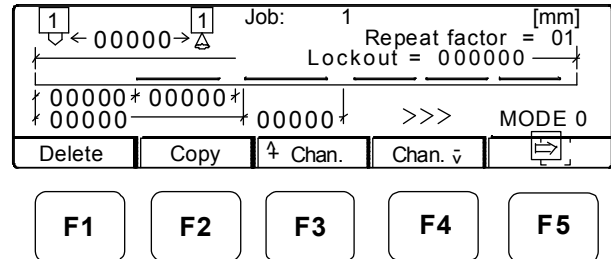 1 1 Job: 1 [mm]
← 00000 → Repeat factor = 01
Lockout = 000000
00000 00000
00000 00000 >>> MODE 0
Delete Copy Chan. Chan.
F1 F2 F3 F4 F5